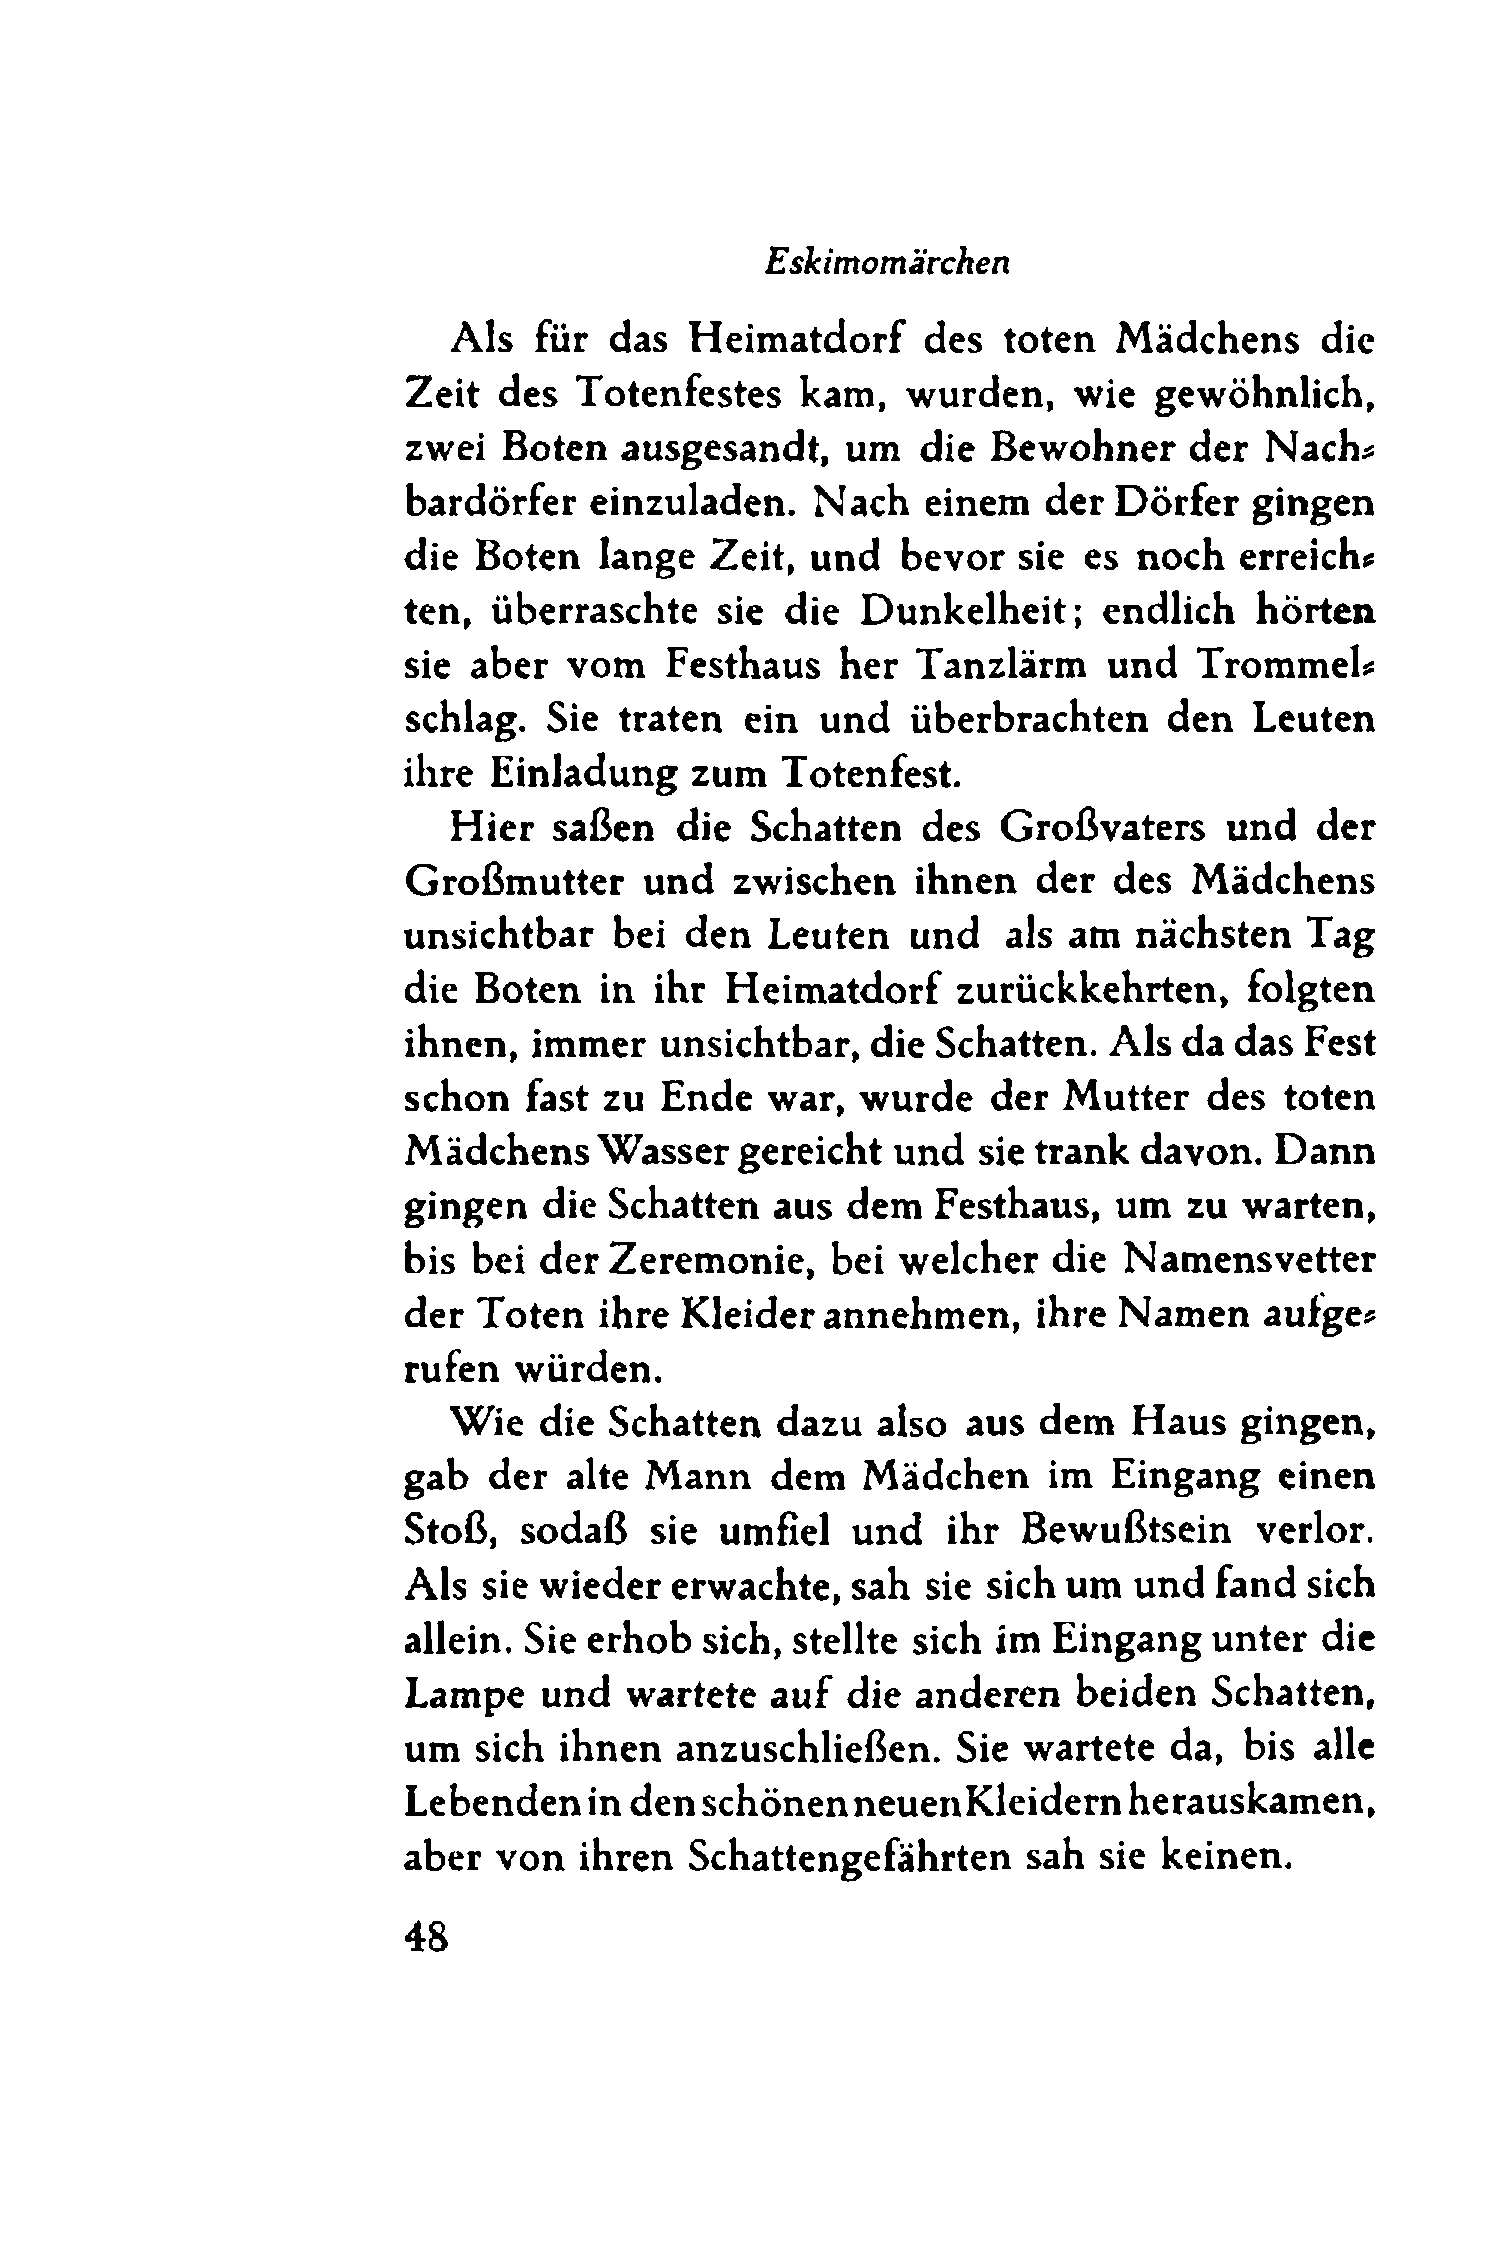 Eskimomärchen
Als für das Heimatdorf des toten Mädchens die
Zeit des Totenfestes kam, wurden, wie gewöhnlich,
zwei Boten ausgesandt, um die Bewohner der Nach-
bardörfer einzuladen. Nach einem der Dörfer gingen
die Boten lange Zeit, und bevor sie es noch erreich-
ten, überraschte sie die Dunkelheit; endlich hörten
sie aber vom Festhaus her Tanzlärm und Trommel-
schlag. Sie traten ein und überbrachten den Leuten
ihre Einladung zum Totenfest.
Hier saßen die Schatten des Großvaters und der
Großmutter und zwischen ihnen der des Mädchens
unsichtbar bei den Leuten und als am nächsten Tag
die Boten in ihr Heimatdorf zurückkehrten, folgten
ihnen, immer unsichtbar, die Schatten. Als da das Fest
schon fast zu Ende war, wurde der Mutter des toten
Mädchens Wasser gereicht und sie trank davon. Dann
gingen die Schatten aus dem Festhaus, um zu warten,
bis bei der Zeremonie, bei welcher die Namensvetter
der Toten ihre Kleider annehmen, ihre Namen aufge-
rufen würden.
Wie die Schatten dazu also aus dem Haus gingen,
gab der alte Mann dem Mädchen im Eingang einen
Stoß, sodaß sie umfiel und ihr Bewußtsein verlor.
Als sie wieder erwachte, sah sie sich um und fand sich
allein. Sie erhob sich, stellte sich im Eingang unter die
Lampe und wartete auf die anderen beiden Schatten,
um sich ihnen anzuschließen. Sie wartete da, bis alle
Lebenden in den schönen neuen Kleidern herauskamen,
aber von ihren Schattengefährten sah sie keinen.
48